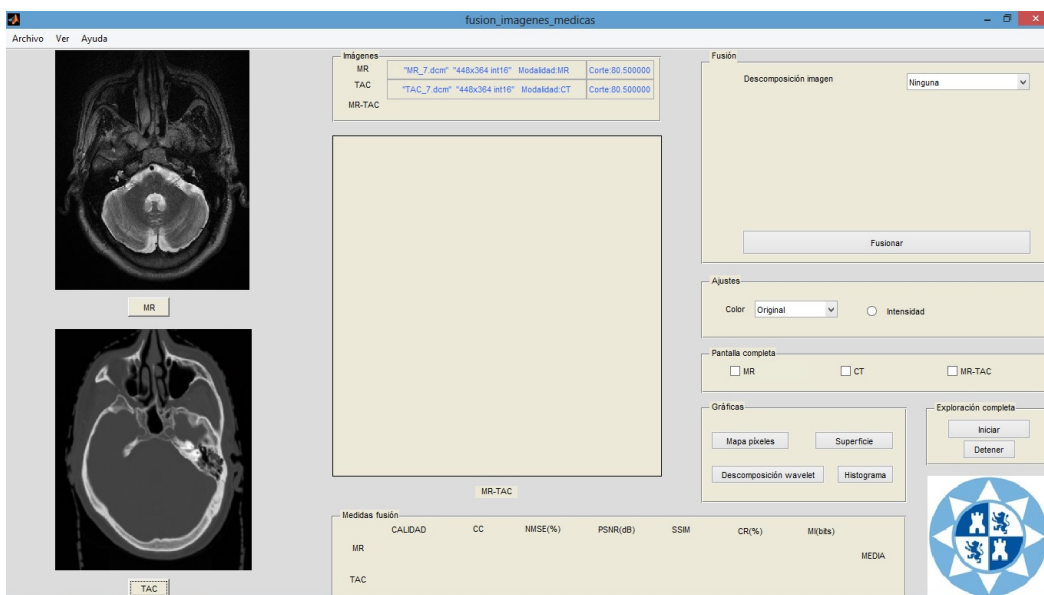 fusion_imagenes_medicas
Archivo Ver Ayuda
Imágenes
MR "MR_7.dcm" "448x364 int16" Modalidad:MR Corte:80.500000
TAC "TAC_7.dcm" "448x364 int16" Modalidad:CT Corte:80.500000
MR-TAC
MR
TAC
MR-TAC
Fusión
Descomposición imagen Ninguna
Fusionar
Ajustes
Color Original Intensidad
Pantalla completa
MR CT MR-TAC
Gráficas
Mapa píxeles Superficie
Descomposición wavelet Histograma
Exploración completa
Iniciar
Detener
Medidas fusión
CALIDAD CC NMSE(%) PSNR(dB) SSIM CR(%) MI(bits)
MR
MEDIA
TAC